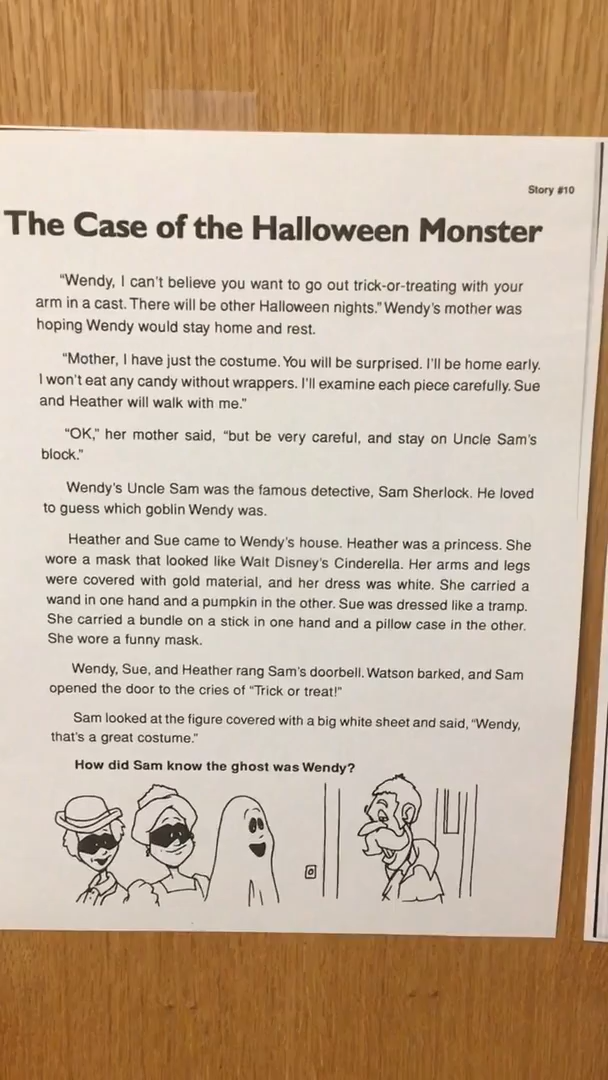 Story #10
The Case of the Halloween Monster
"Wendy, I can't believe you want to go out trick-or-treating with your
arm in a cast. There will be other Halloween nights." Wendy's mother was
hoping Wendy would stay home and rest.
"Mother, I have just the costume. You will be surprised. I'll be home early.
I won't eat any candy without wrappers. I'll examine each piece carefully. Sue
and Heather will walk with me."
"OK," her mother said, "but be very careful, and stay on Uncle Sam's
block."
Wendy's Uncle Sam was the famous detective, Sam Sherlock. He loved
to guess which goblin Wendy was.
Heather and Sue came to Wendy's house. Heather was a princess. She
wore a mask that looked like Walt Disney's Cinderella. Her arms and legs
were covered with gold material, and her dress was white. She carried a
wand in one hand and a pumpkin in the other. Sue was dressed like a tramp.
She carried a bundle on a stick in one hand and a pillow case in the other.
She wore a funny mask.
Wendy, Sue, and Heather rang Sam's doorbell. Watson barked, and Sam
opened the door to the cries of "Trick or treat!"
Sam looked at the figure covered with a big white sheet and said, "Wendy,
that's a great costume."
How did Sam know the ghost was Wendy?